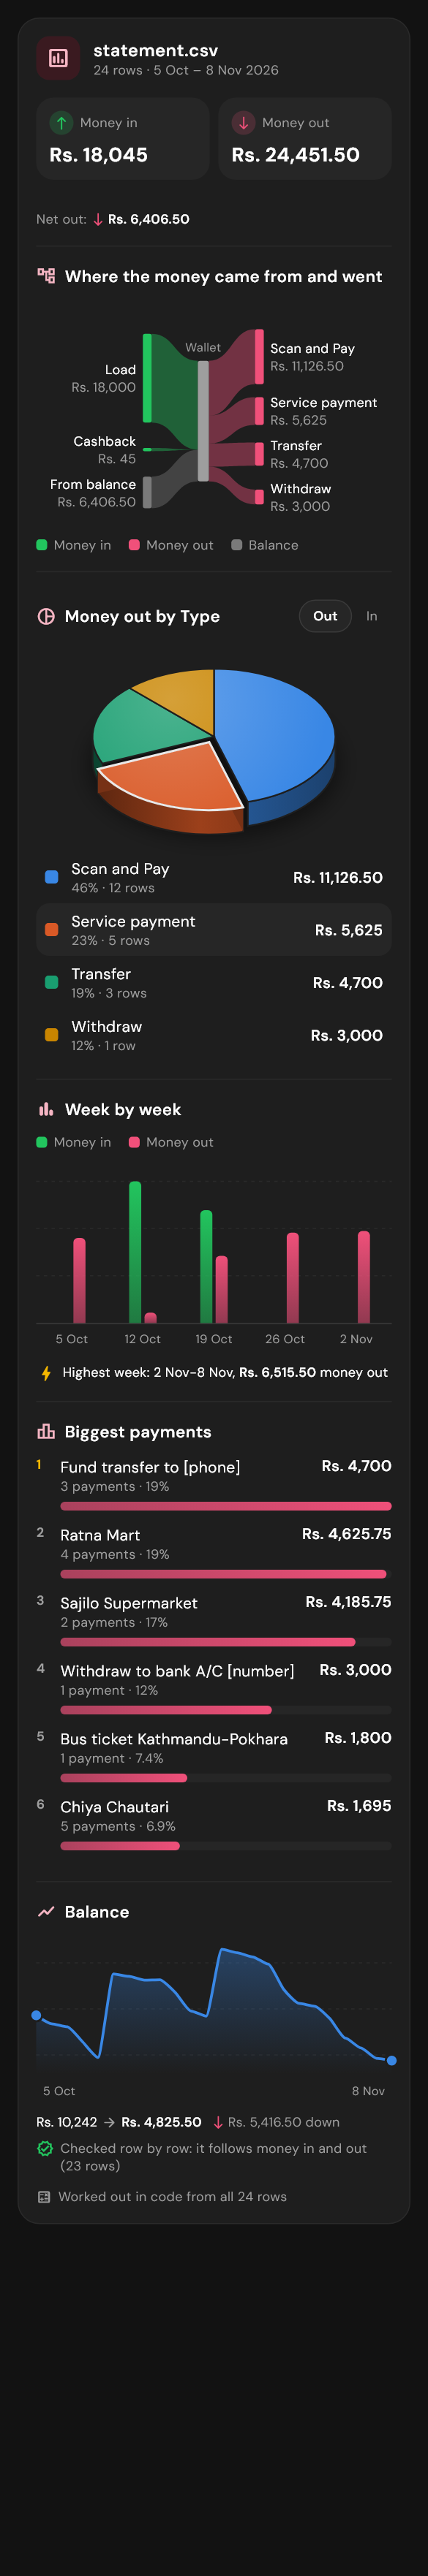 statement.csv
24 rows · 5 Oct – 8 Nov 2026
Money in
Rs. 18,045
Money out
Rs. 24,451.50
Net out: ↓ Rs. 6,406.50
Where the money came from and went
Wallet
Load
Rs. 18,000
Cashback
Rs. 45
From balance
Rs. 6,406.50
Scan and Pay
Rs. 11,126.50
Service payment
Rs. 5,625
Transfer
Rs. 4,700
Withdraw
Rs. 3,000
Money in Money out Balance
Money out by Type
Out In
Scan and Pay
46% · 12 rows
Rs. 11,126.50
Service payment
23% · 5 rows
Rs. 5,625
Transfer
19% · 3 rows
Rs. 4,700
Withdraw
12% · 1 row
Rs. 3,000
Week by week
Money in Money out
5 Oct 12 Oct 19 Oct 26 Oct 2 Nov
Highest week: 2 Nov–8 Nov, Rs. 6,515.50 money out
Biggest payments
1 Fund transfer to [phone] Rs. 4,700
3 payments · 19%
2 Ratna Mart Rs. 4,625.75
4 payments · 19%
3 Sajilo Supermarket Rs. 4,185.75
2 payments · 17%
4 Withdraw to bank A/C [number] Rs. 3,000
1 payment · 12%
5 Bus ticket Kathmandu-Pokhara Rs. 1,800
1 payment · 7.4%
6 Chiya Chautari Rs. 1,695
5 payments · 6.9%
Balance
5 Oct 8 Nov
Rs. 10,242 → Rs. 4,825.50 ↓ Rs. 5,416.50 down
Checked row by row: it follows money in and out
(23 rows)
Worked out in code from all 24 rows